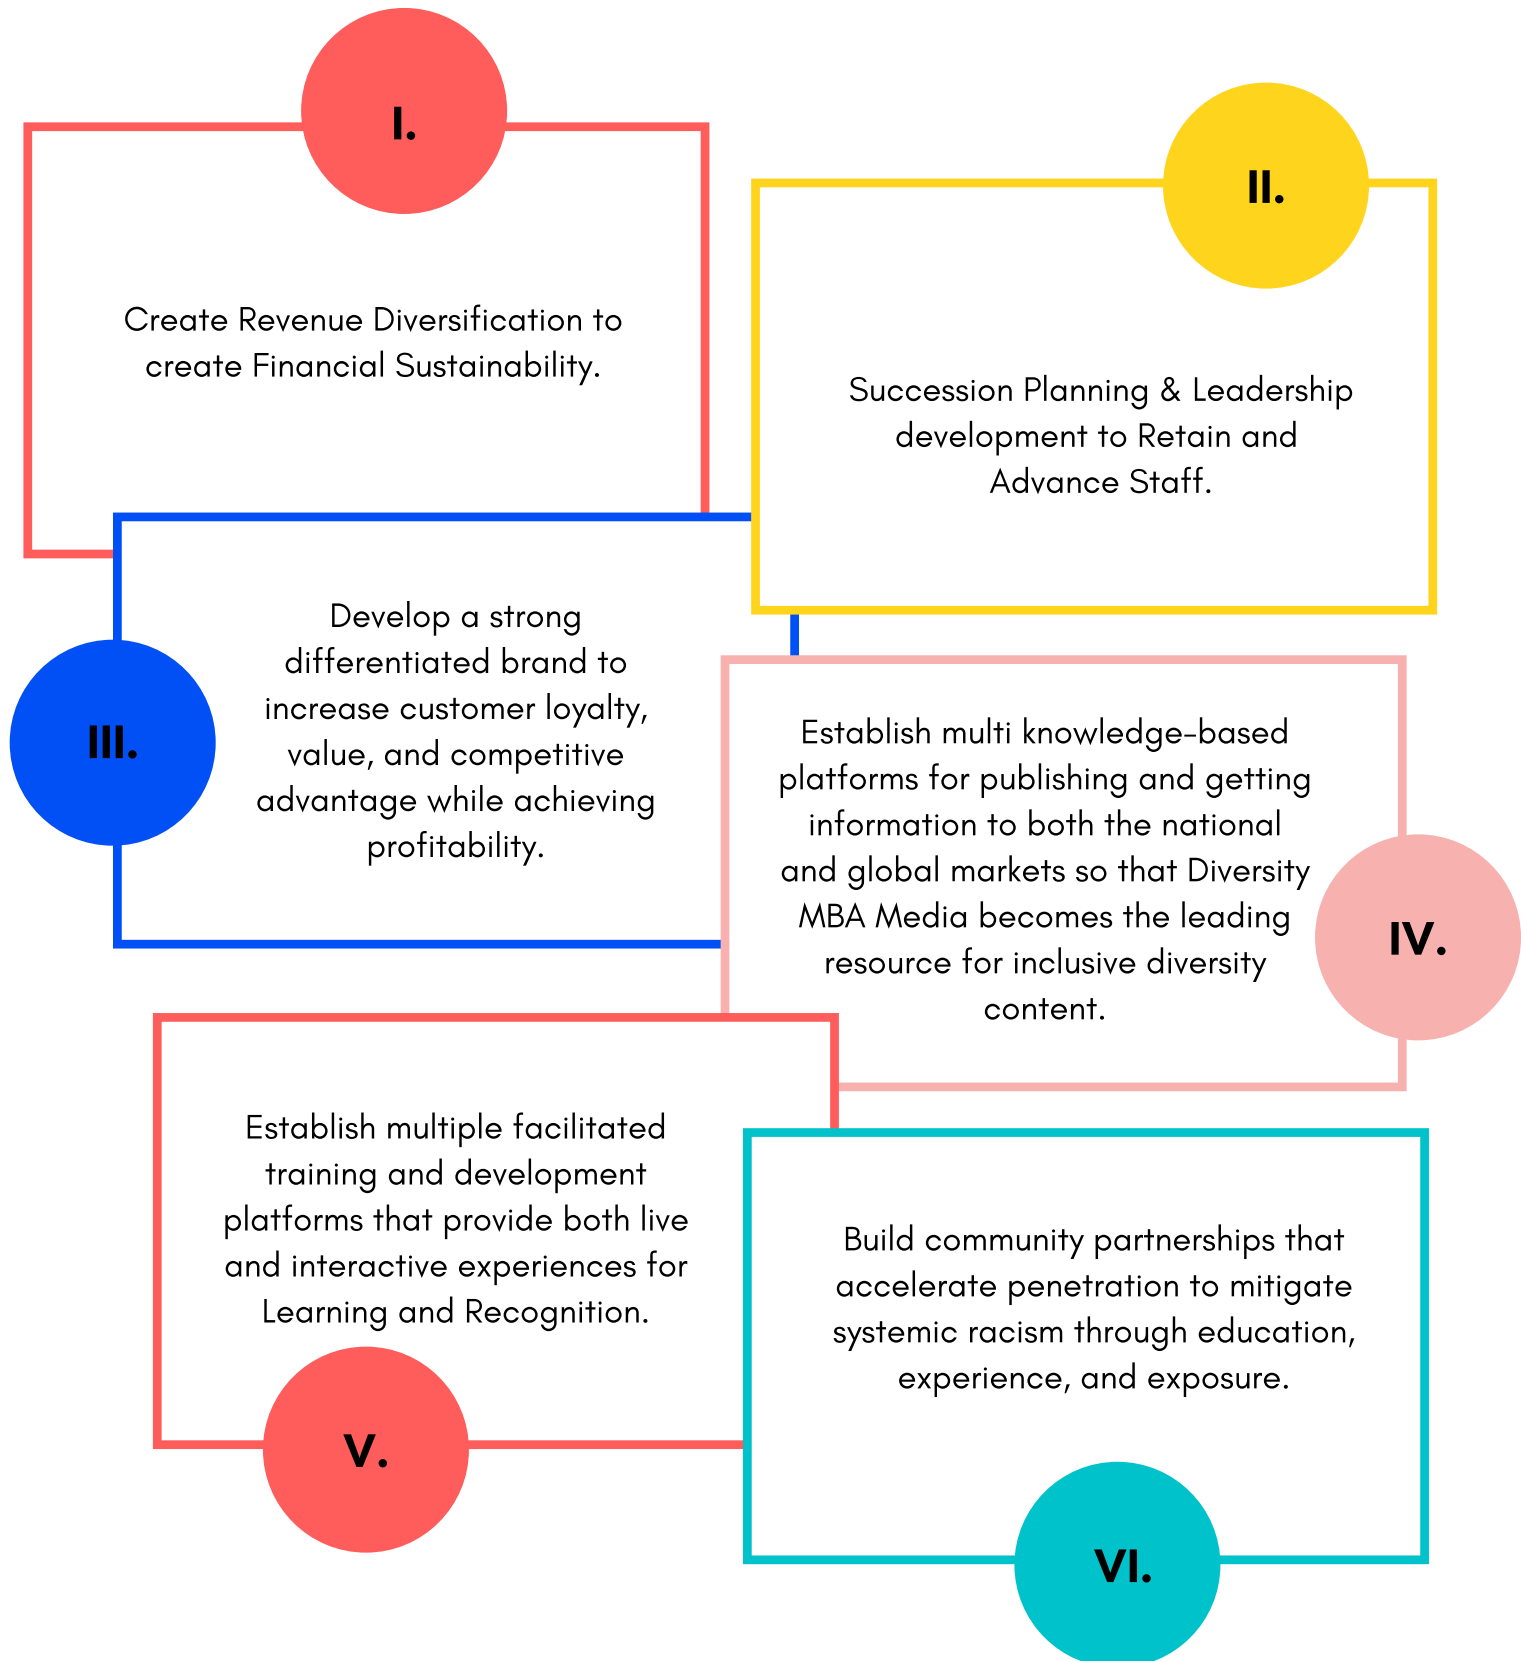 I.
Create Revenue Diversification to
create Financial Sustainability.
II.
Succession Planning & Leadership
development to Retain and
Advance Staff.
III.
Develop a strong
differentiated brand to
increase customer loyalty,
value, and competitive
advantage while achieving
profitability.
IV.
Establish multi knowledge-based
platforms for publishing and getting
information to both the national
and global markets so that Diversity
MBA Media becomes the leading
resource for inclusive diversity
content.
V.
Establish multiple facilitated
training and development
platforms that provide both live
and interactive experiences for
Learning and Recognition.
VI.
Build community partnerships that
accelerate penetration to mitigate
systemic racism through education,
experience, and exposure.